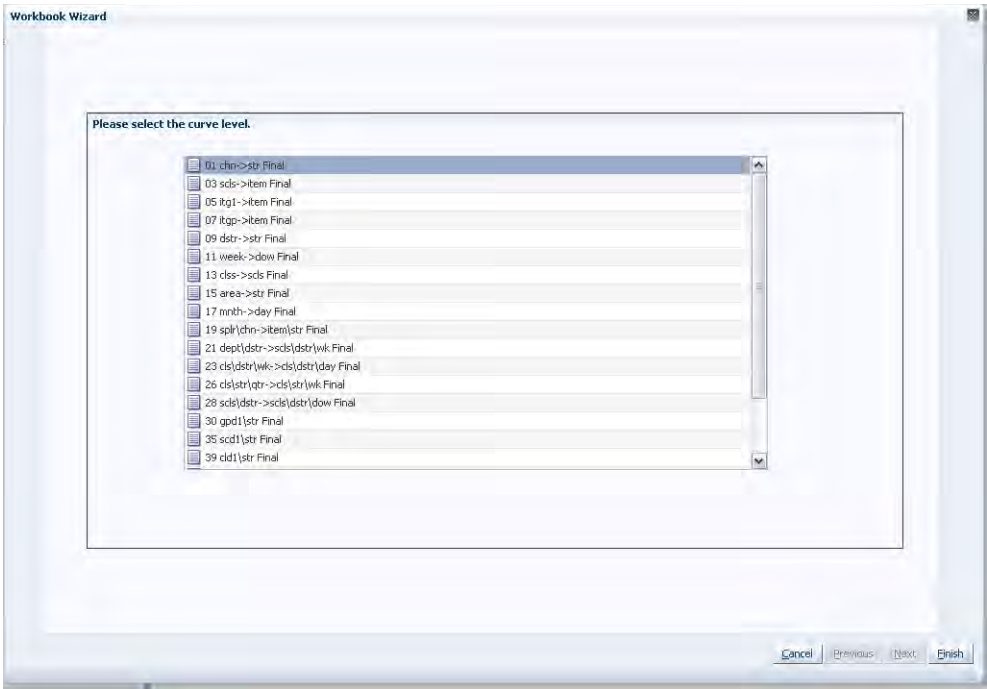 Workbook Wizard
Please select the curve level.
01 chn->str Final
03 scls->item Final
05 itg1->item Final
07 itgp->item Final
09 dstr->str Final
11 week->dow Final
13 clss->scls Final
15 area->str Final
17 mnth->day Final
19 splr\chn->item\str Final
21 dept\dstr->scls\dstr\wk Final
23 cls\dstr\wk->cls\dstr\day Final
26 cls\str\qtr->cls\str\wk Final
28 scls\dstr->scls\dstr\dow Final
30 gpd1\str Final
35 scd1\str Final
39 cld1\str Final
Cancel Previous Next Finish